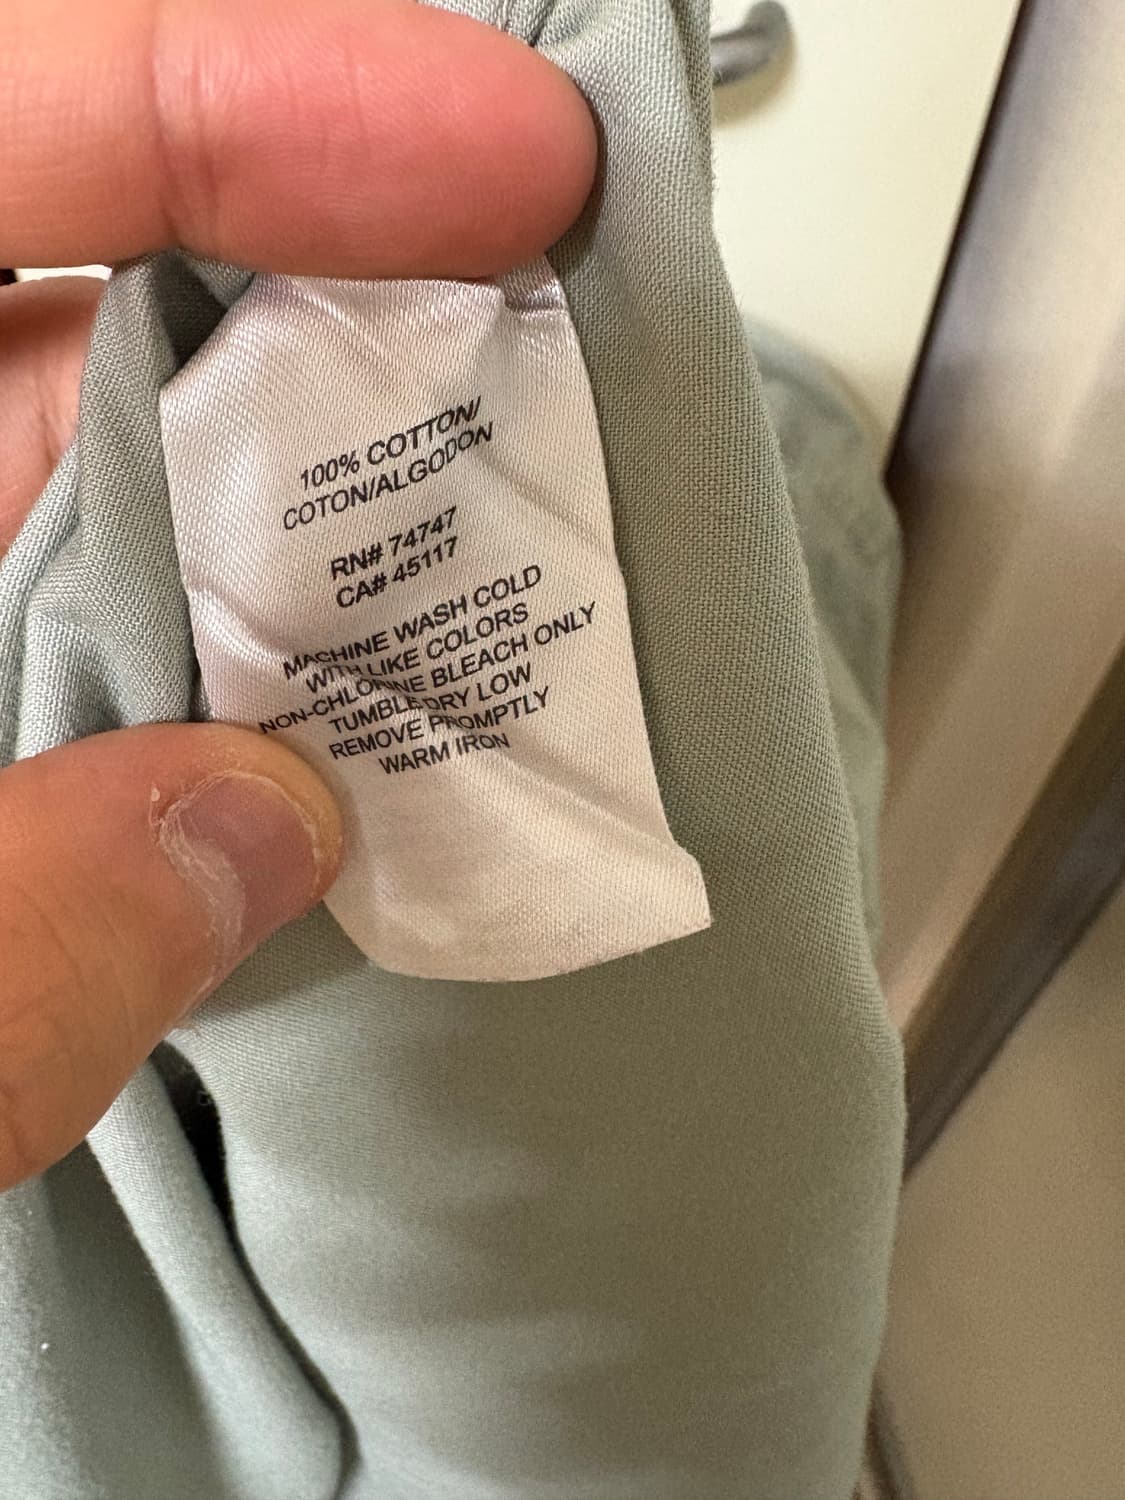 100% COTTON/
COTON/ALGODON
RN# 74747
CA# 45117
MACHINE WASH COLD
WITH LIKE COLORS
NON-CHLORINE BLEACH ONLY
TUMBLE DRY LOW
REMOVE PROMPTLY
WARM IRON